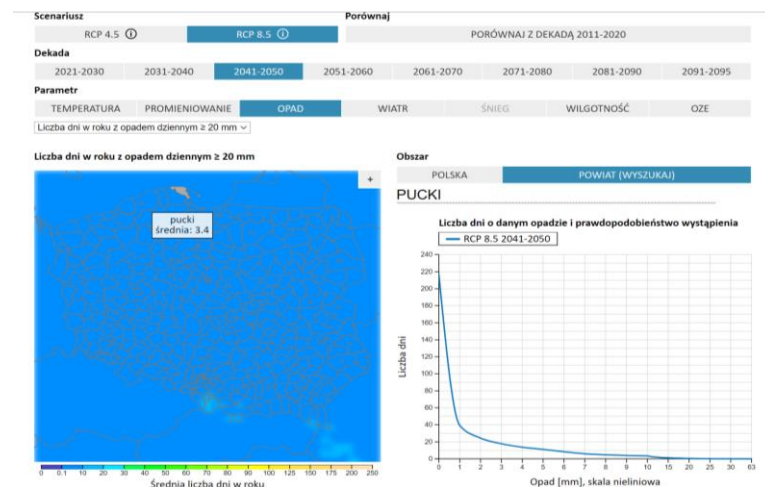 Scenariusz
RCP 4.5 ⓘ
RCP 8.5 ⓘ
Porównaj
PORÓWNAJ Z DEKADĄ 2011-2020
Dekada
2021-2030 2031-2040 2041-2050 2051-2060 2061-2070 2071-2080 2081-2090 2091-2095
Parametr
TEMPERATURA PROMIENIOWANIE OPAD WIATR ŚNIEG WILGOTNOŚĆ OZE
Liczba dni w roku z opadem dziennym ≥ 20 mm
Liczba dni w roku z opadem dziennym ≥ 20 mm
+
pucki
średnia: 3.4
0 0.1 10 20 30 40 50 60 70 80 90 100 125 150 175 200 250
Średnia liczba dni w roku
Obszar
POLSKA POWIAT (WYSZUKAJ)
PUCKI
Liczba dni o danym opadzie i prawdopodobieństwo wystąpienia
RCP 8.5 2041-2050
Liczba dni
240
220
200
180
160
140
120
100
80
60
40
20
0
0 1 2 3 4 5 6 7 8 9 10 15 20 25 30 63
Opad [mm], skala nieliniowa